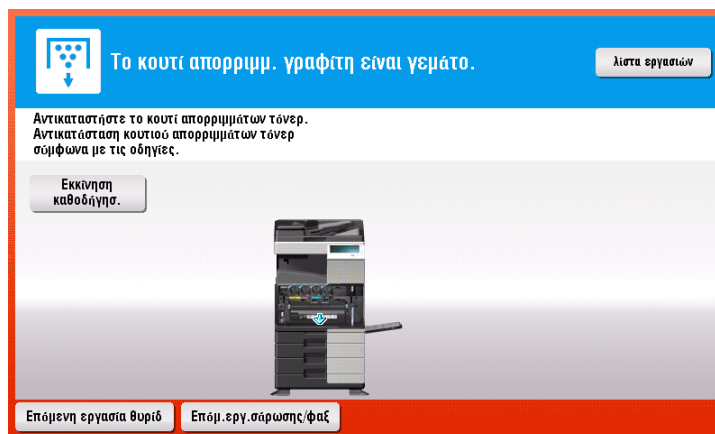 Το κουτί απορριμμ. γραφίτη είναι γεμάτο.
λίστα εργασιών
Αντικαταστήστε το κουτί απορριμμάτων τόνερ.
Αντικατάσταση κουτιού απορριμμάτων τόνερ
σύμφωνα με τις οδηγίες.
Εκκίνηση
καθοδήγησ.
Επόμενη εργασία θυρίδ
Επόμ.εργ.σάρωσης/φαξ